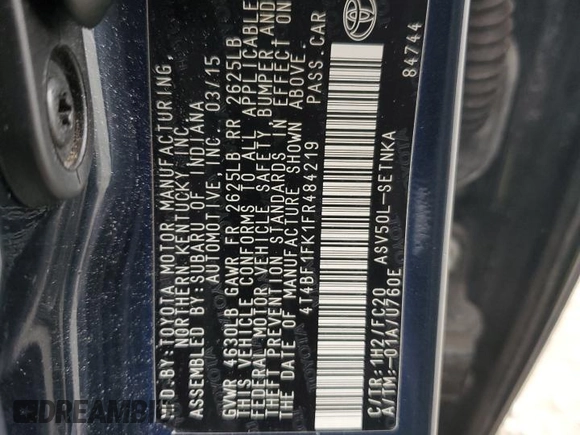 FD.BY:TOYOTA MOTOR MANUFACTURING,
NORTHERN KENTUCKY, INC.
ASSEMBLED BY: SUBARU OF INDIANA
AUTOMOTIVE, INC. 03/15
GVWR 4630LB GAWR FR 2625LB RR 2625LB
THIS VEHICLE CONFORMS TO ALL APPLICABLE
FEDERAL MOTOR VEHICLE SAFETY, BUMPER AND
THEFT PREVENTION STANDARDS IN EFFECT ON
THE DATE OF MANUFACTURE SHOWN ABOVE.
4T4BF1FK1FR484219 PASS.CAR
C/TR:1H2/FC20 ASV50L-SETNKA
A/TM:-01A/U760E
84744
DREAMBID